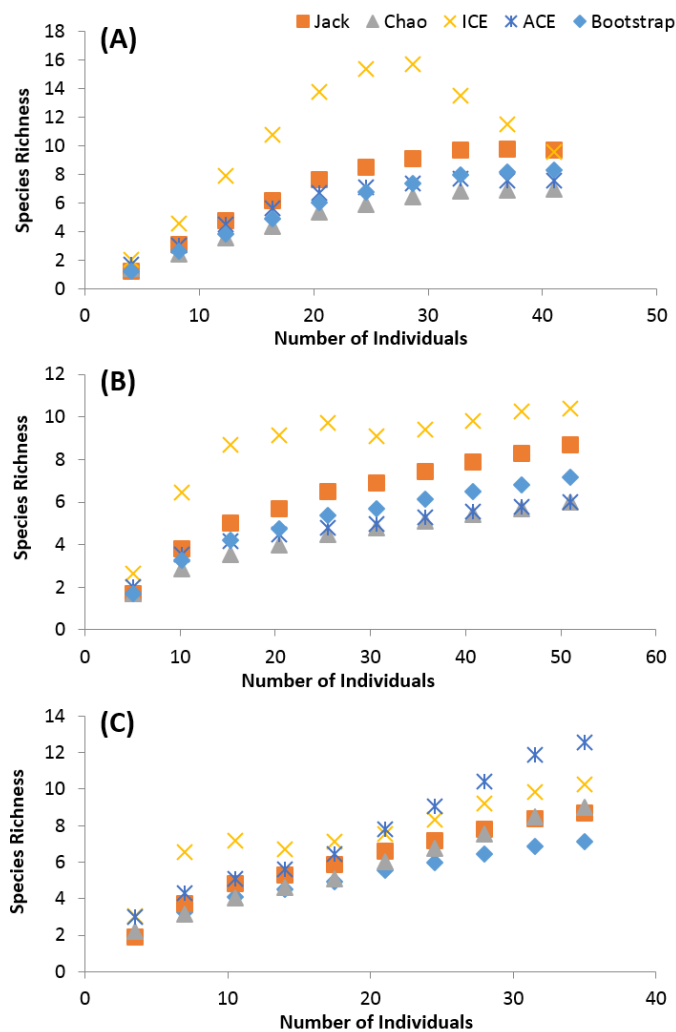 Jack Chao ICE ACE Bootstrap
(A)
18
16
14
12
10
8
6
4
2
0
Species Richness
0 10 20 30 40 50
Number of Individuals
(B)
12
10
8
6
4
2
0
Species Richness
0 10 20 30 40 50 60
Number of Individuals
(C)
14
12
10
8
6
4
2
0
Species Richness
0 10 20 30 40
Number of Individuals